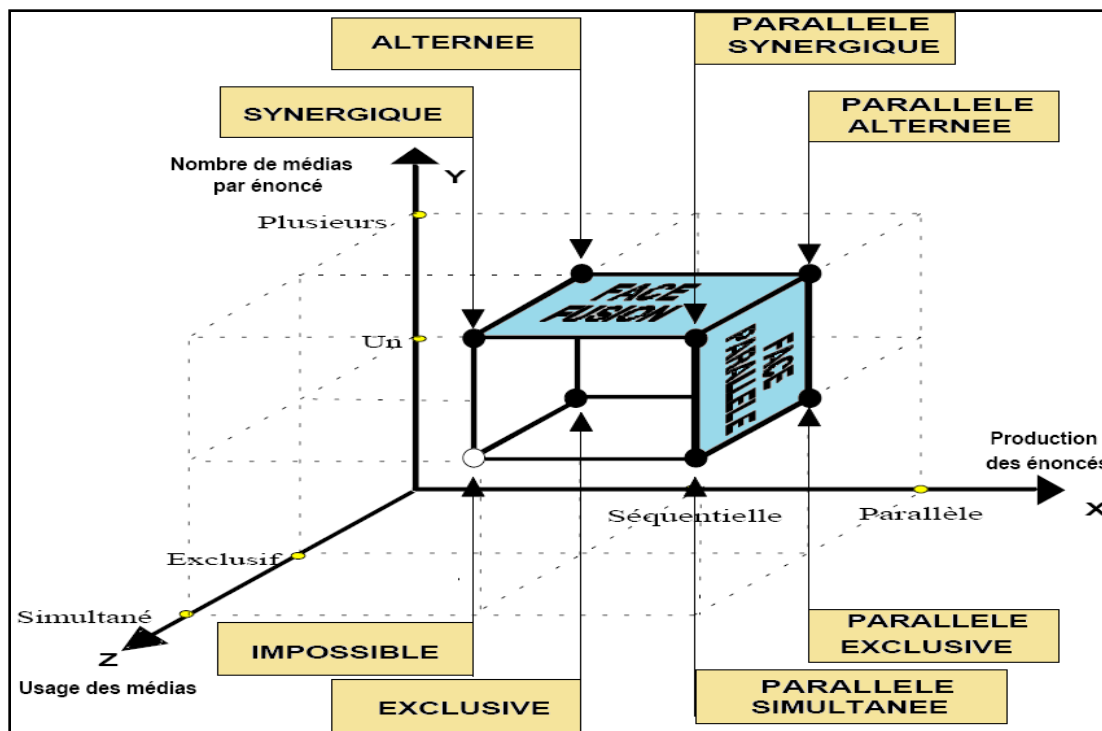 ALTERNEE
PARALLELE
SYNERGIQUE
SYNERGIQUE
PARALLELE
ALTERNEE
Nombre de médias
par énoncé
Y
Plusieurs
FACE
FUSION
Un
FACE
PARALLELE
Production
des énoncés
Séquentielle
Parallèle
X
Exclusif
Simultané
Z
Usage des médias
IMPOSSIBLE
PARALLELE
EXCLUSIVE
EXCLUSIVE
PARALLELE
SIMULTANEE